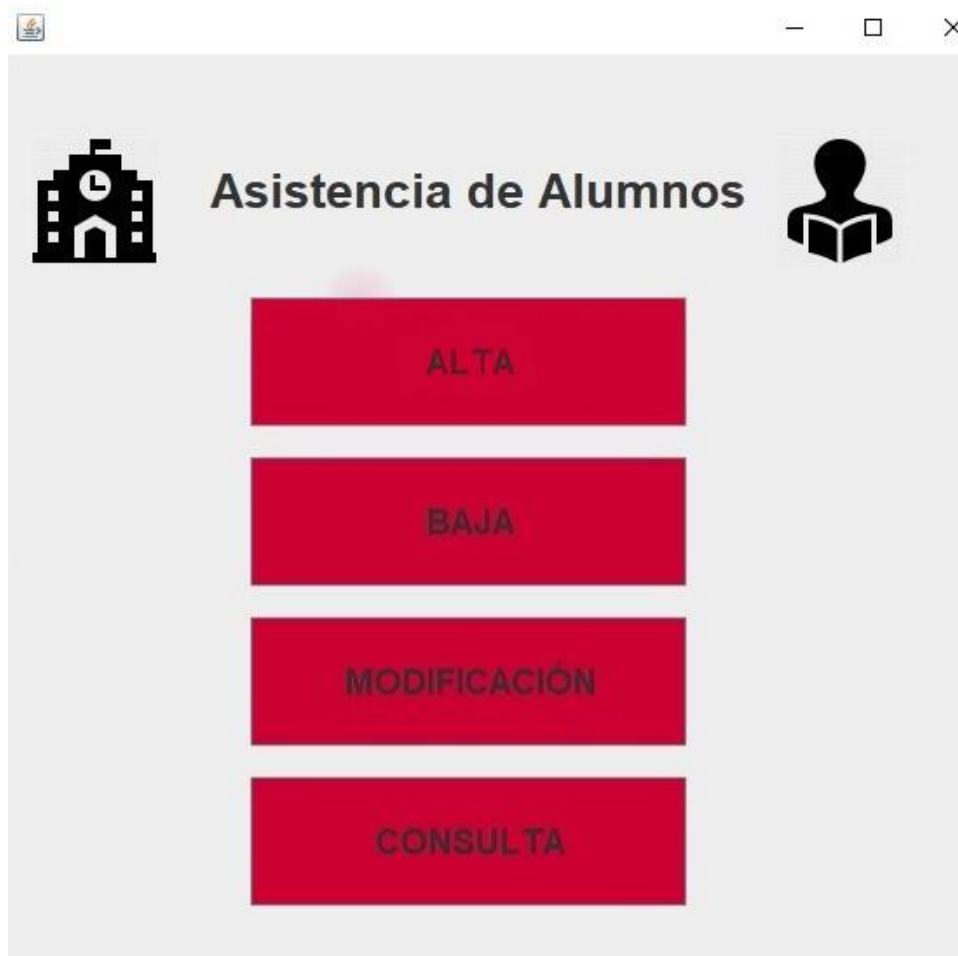 Asistencia de Alumnos
ALTA
BAJA
MODIFICACIÓN
CONSULTA